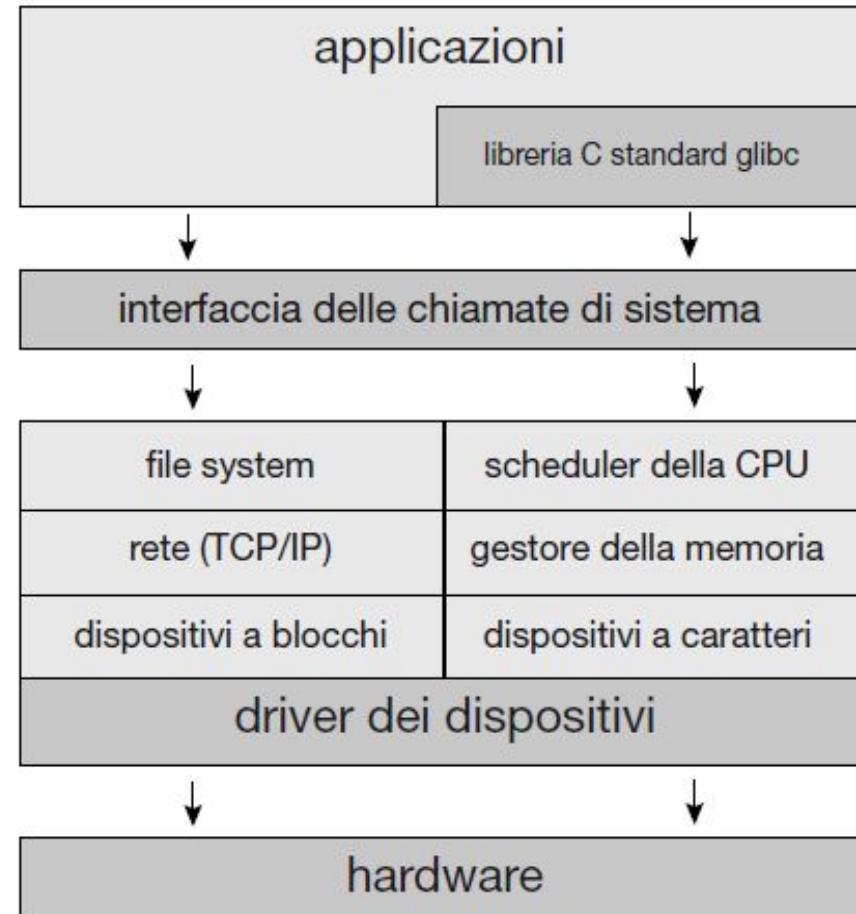 applicazioni
libreria C standard glibc
interfaccia delle chiamate di sistema
file system
scheduler della CPU
rete (TCP/IP)
gestore della memoria
dispositivi a blocchi
dispositivi a caratteri
driver dei dispositivi
hardware